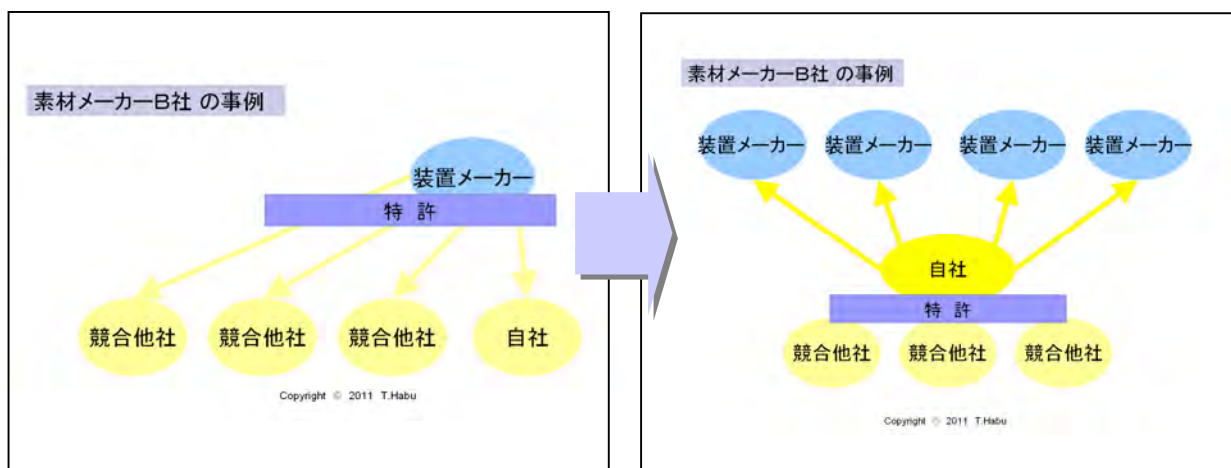 素材メーカーB社 の事例
装置メーカー
特 許
競合他社 競合他社 競合他社 自社
Copyright © 2011 T.Habu
素材メーカーB社 の事例
装置メーカー 装置メーカー 装置メーカー 装置メーカー
自社
特 許
競合他社 競合他社 競合他社
Copyright © 2011 T.Habu